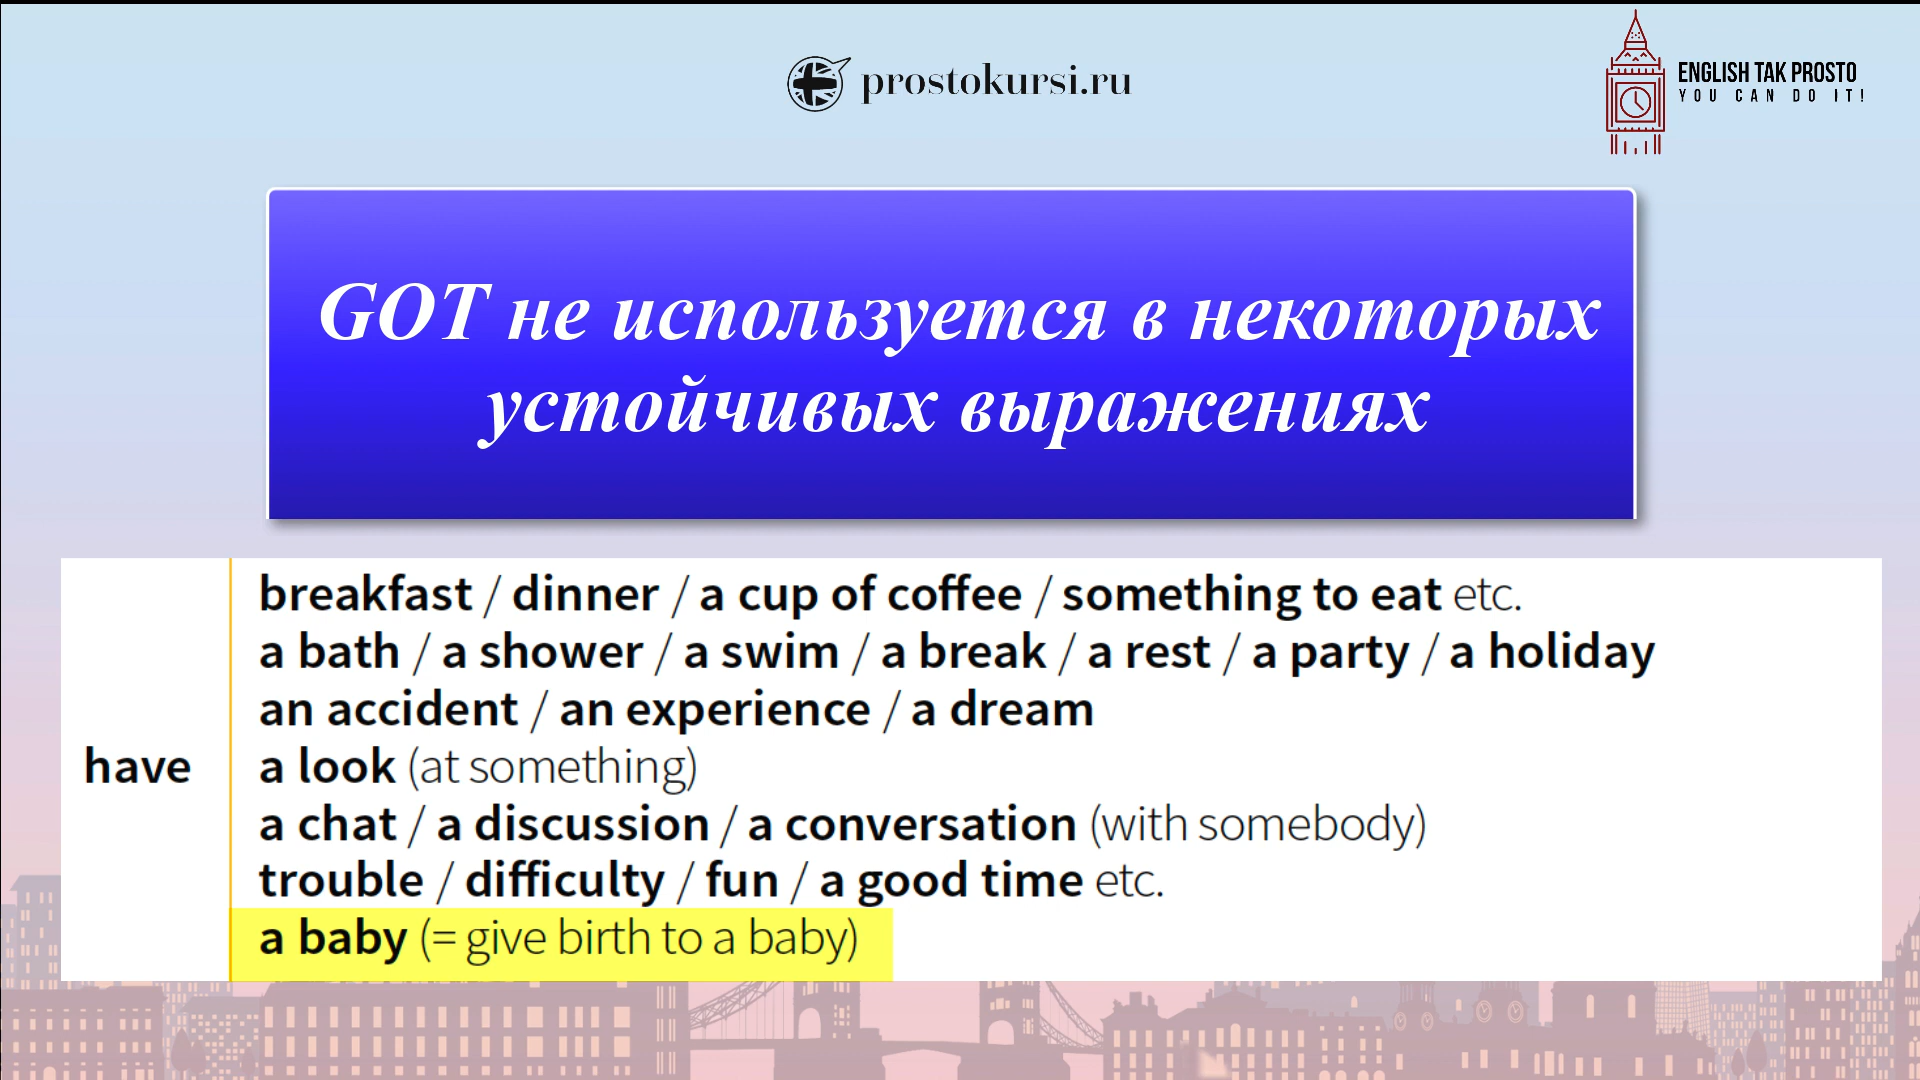 prostokursi.ru
ENGLISH TAK PROSTO
YOU CAN DO IT!
GOT не используется в некоторых
устойчивых выражениях
breakfast / dinner / a cup of coffee / something to eat etc.
a bath / a shower / a swim / a break / a rest / a party / a holiday
an accident / an experience / a dream
have
a look (at something)
a chat / a discussion / a conversation (with somebody)
trouble / difficulty / fun / a good time etc.
a baby (= give birth to a baby)